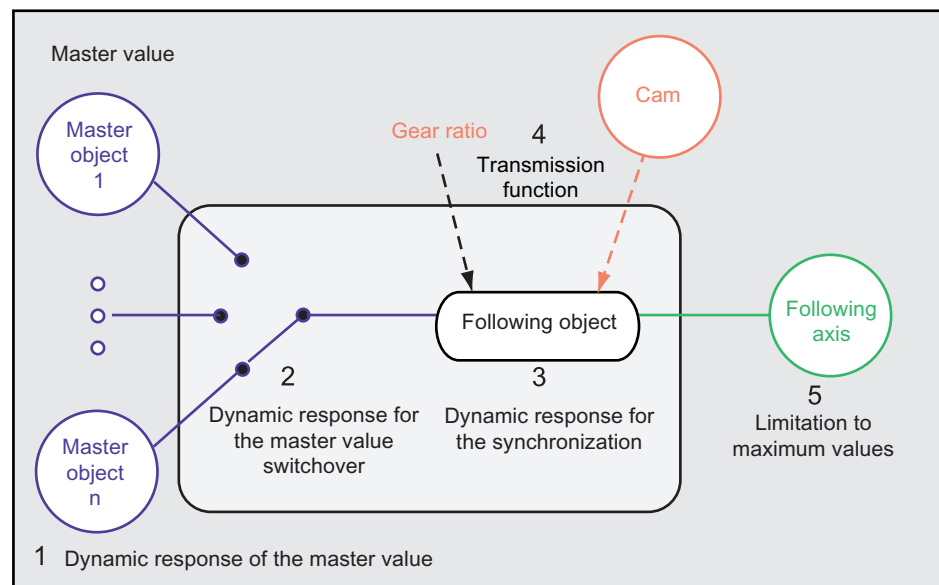 Master value
Master
object
1
Gear ratio
4
Transmission
function
Cam
Following object
Following
axis
2
Dynamic response for
the master value
switchover
3
Dynamic response for
the synchronization
5
Limitation to
maximum values
Master
object
n
1 Dynamic response of the master value